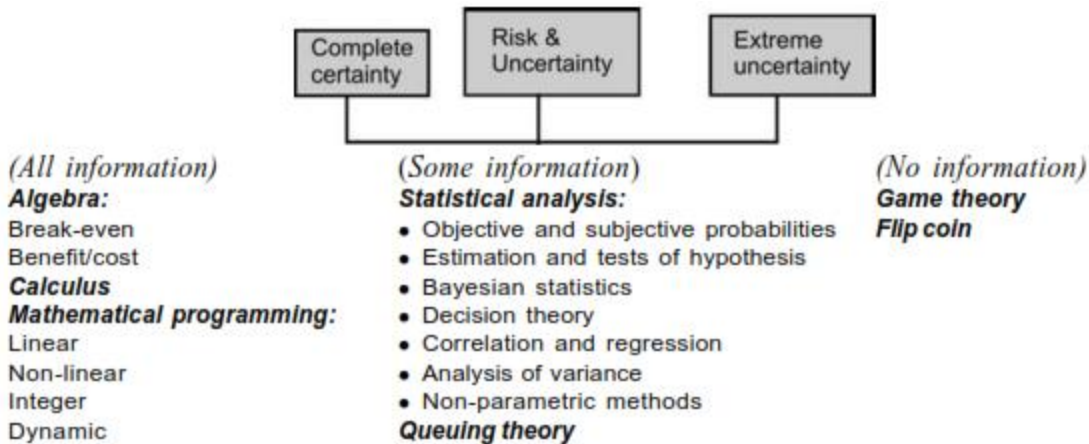 Complete
certainty
Risk &
Uncertainty
Extreme
uncertainty
(All information)
Algebra:
Break-even
Benefit/cost
Calculus
Mathematical programming:
Linear
Non-linear
Integer
Dynamic
(Some information)
Statistical analysis:
• Objective and subjective probabilities
• Estimation and tests of hypothesis
• Bayesian statistics
• Decision theory
• Correlation and regression
• Analysis of variance
• Non-parametric methods
Queuing theory
(No information)
Game theory
Flip coin